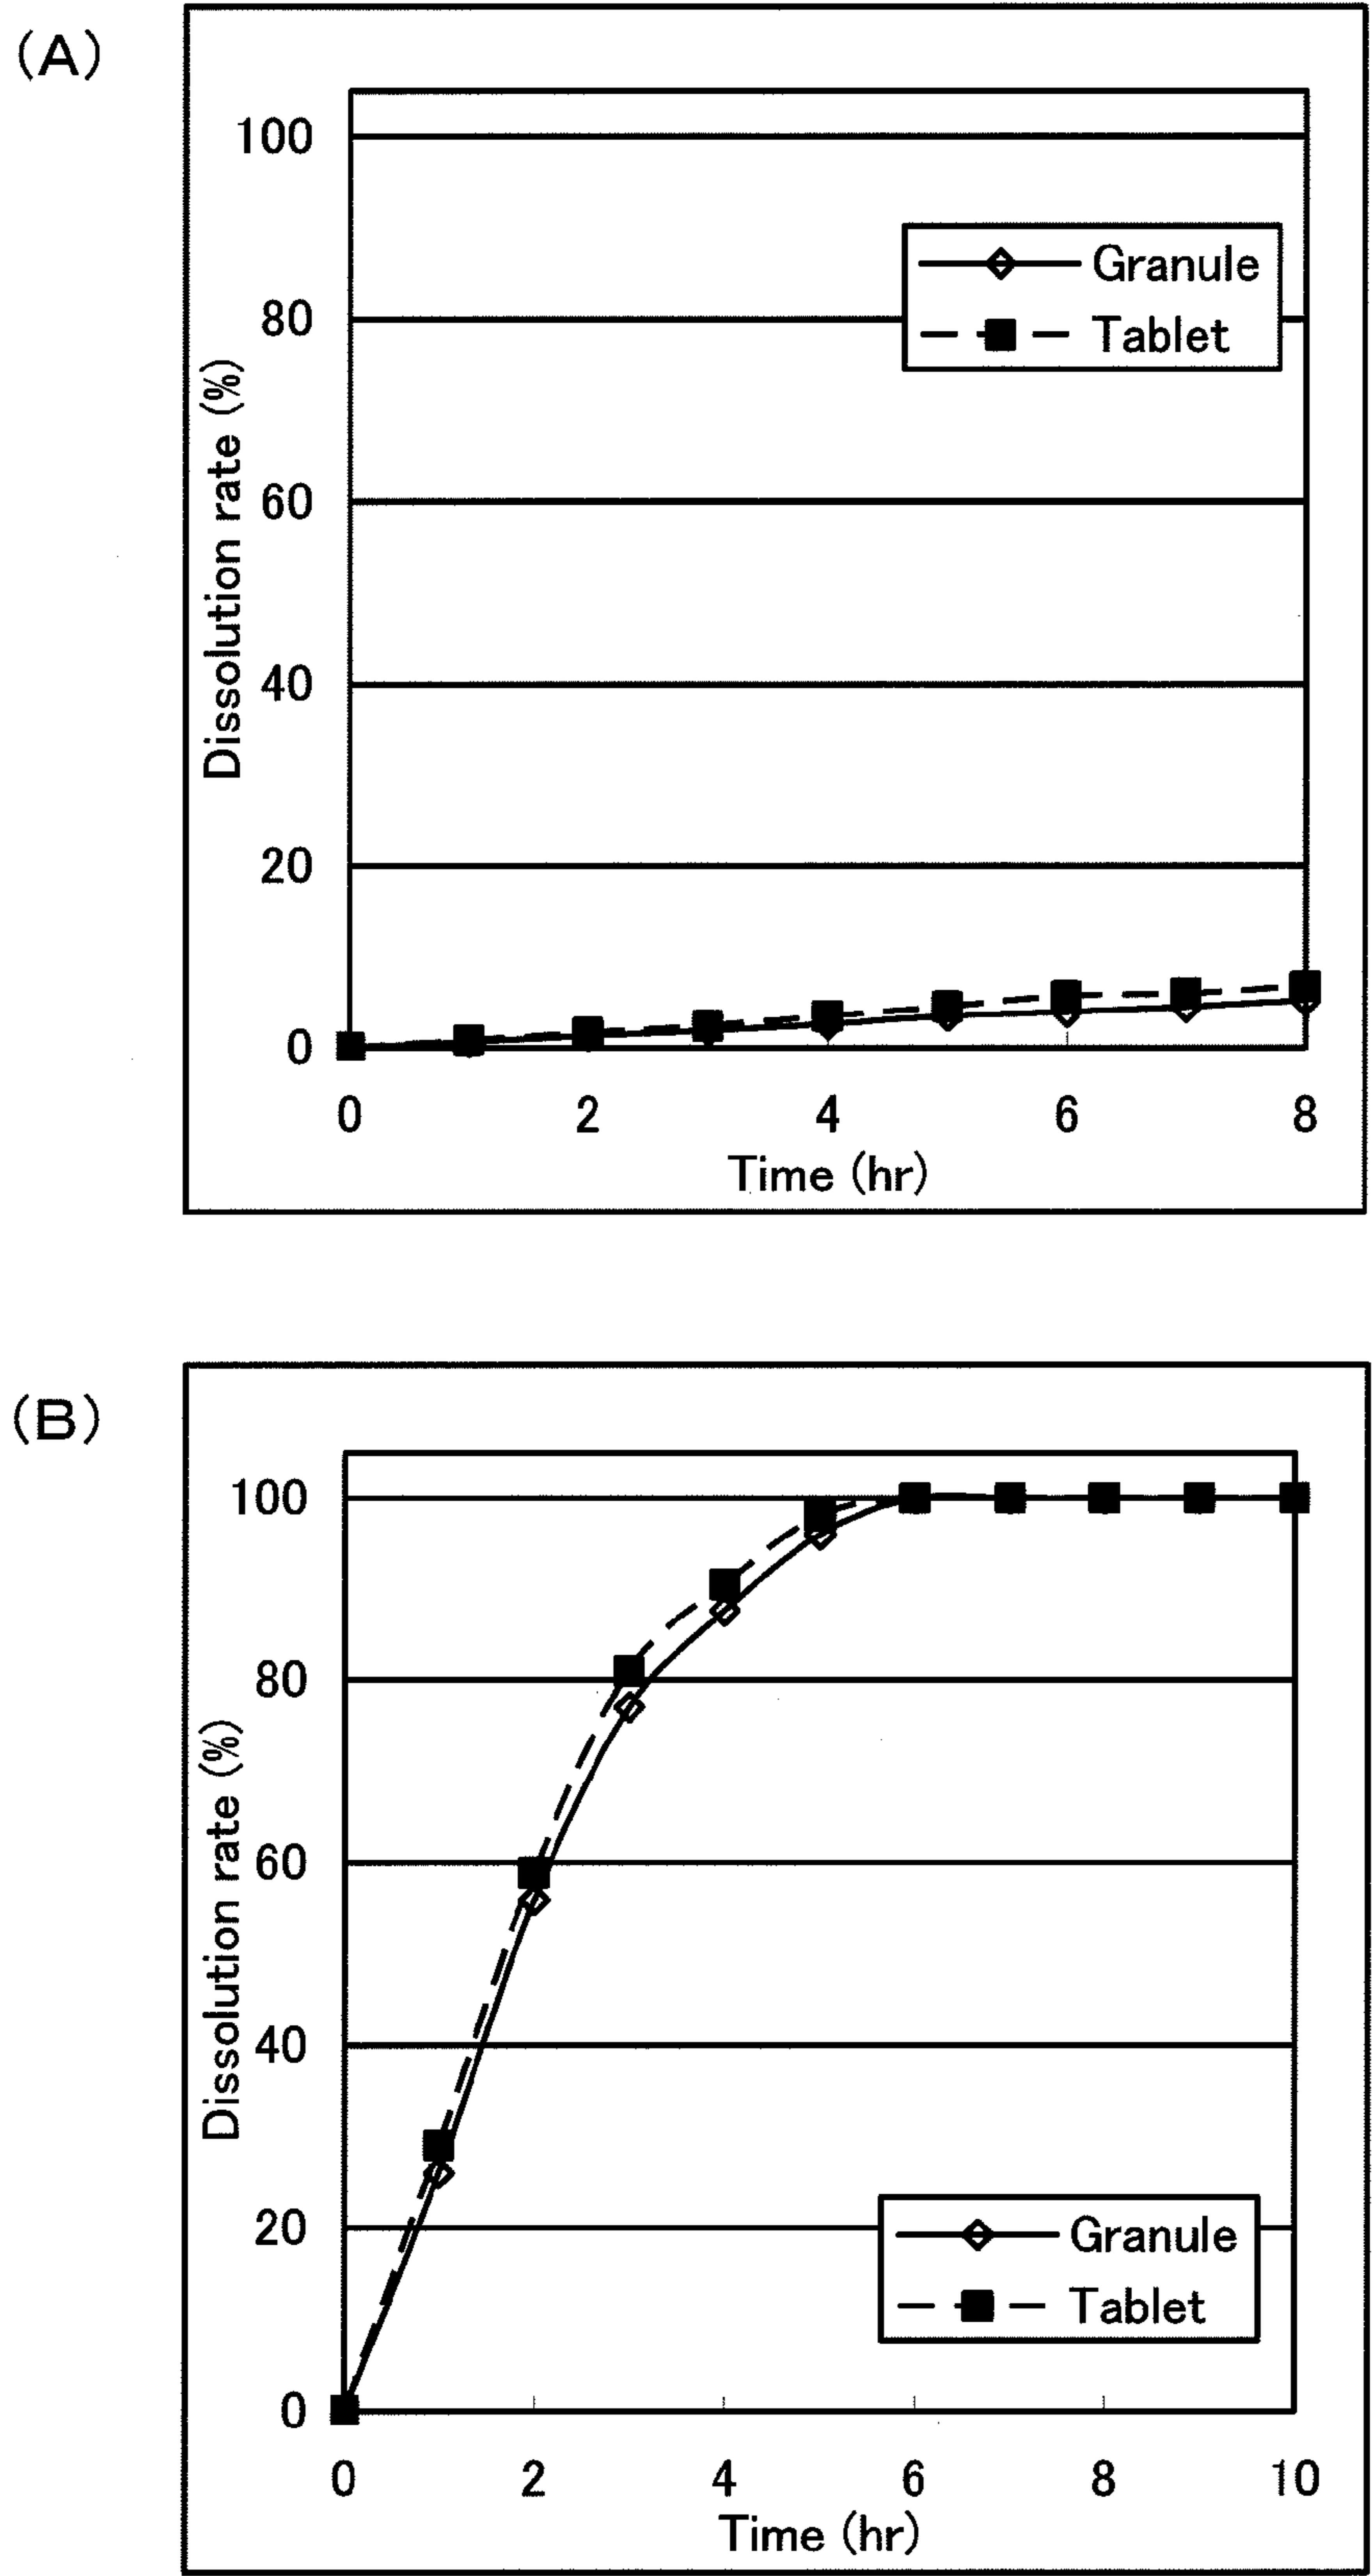 (A)
100
80
60
40
20
0
Dissolution rate (%)
Granule
Tablet
0 2 4 6 8
Time (hr)
(B)
100
80
60
40
20
0
Dissolution rate (%)
Granule
Tablet
0 2 4 6 8 10
Time (hr)